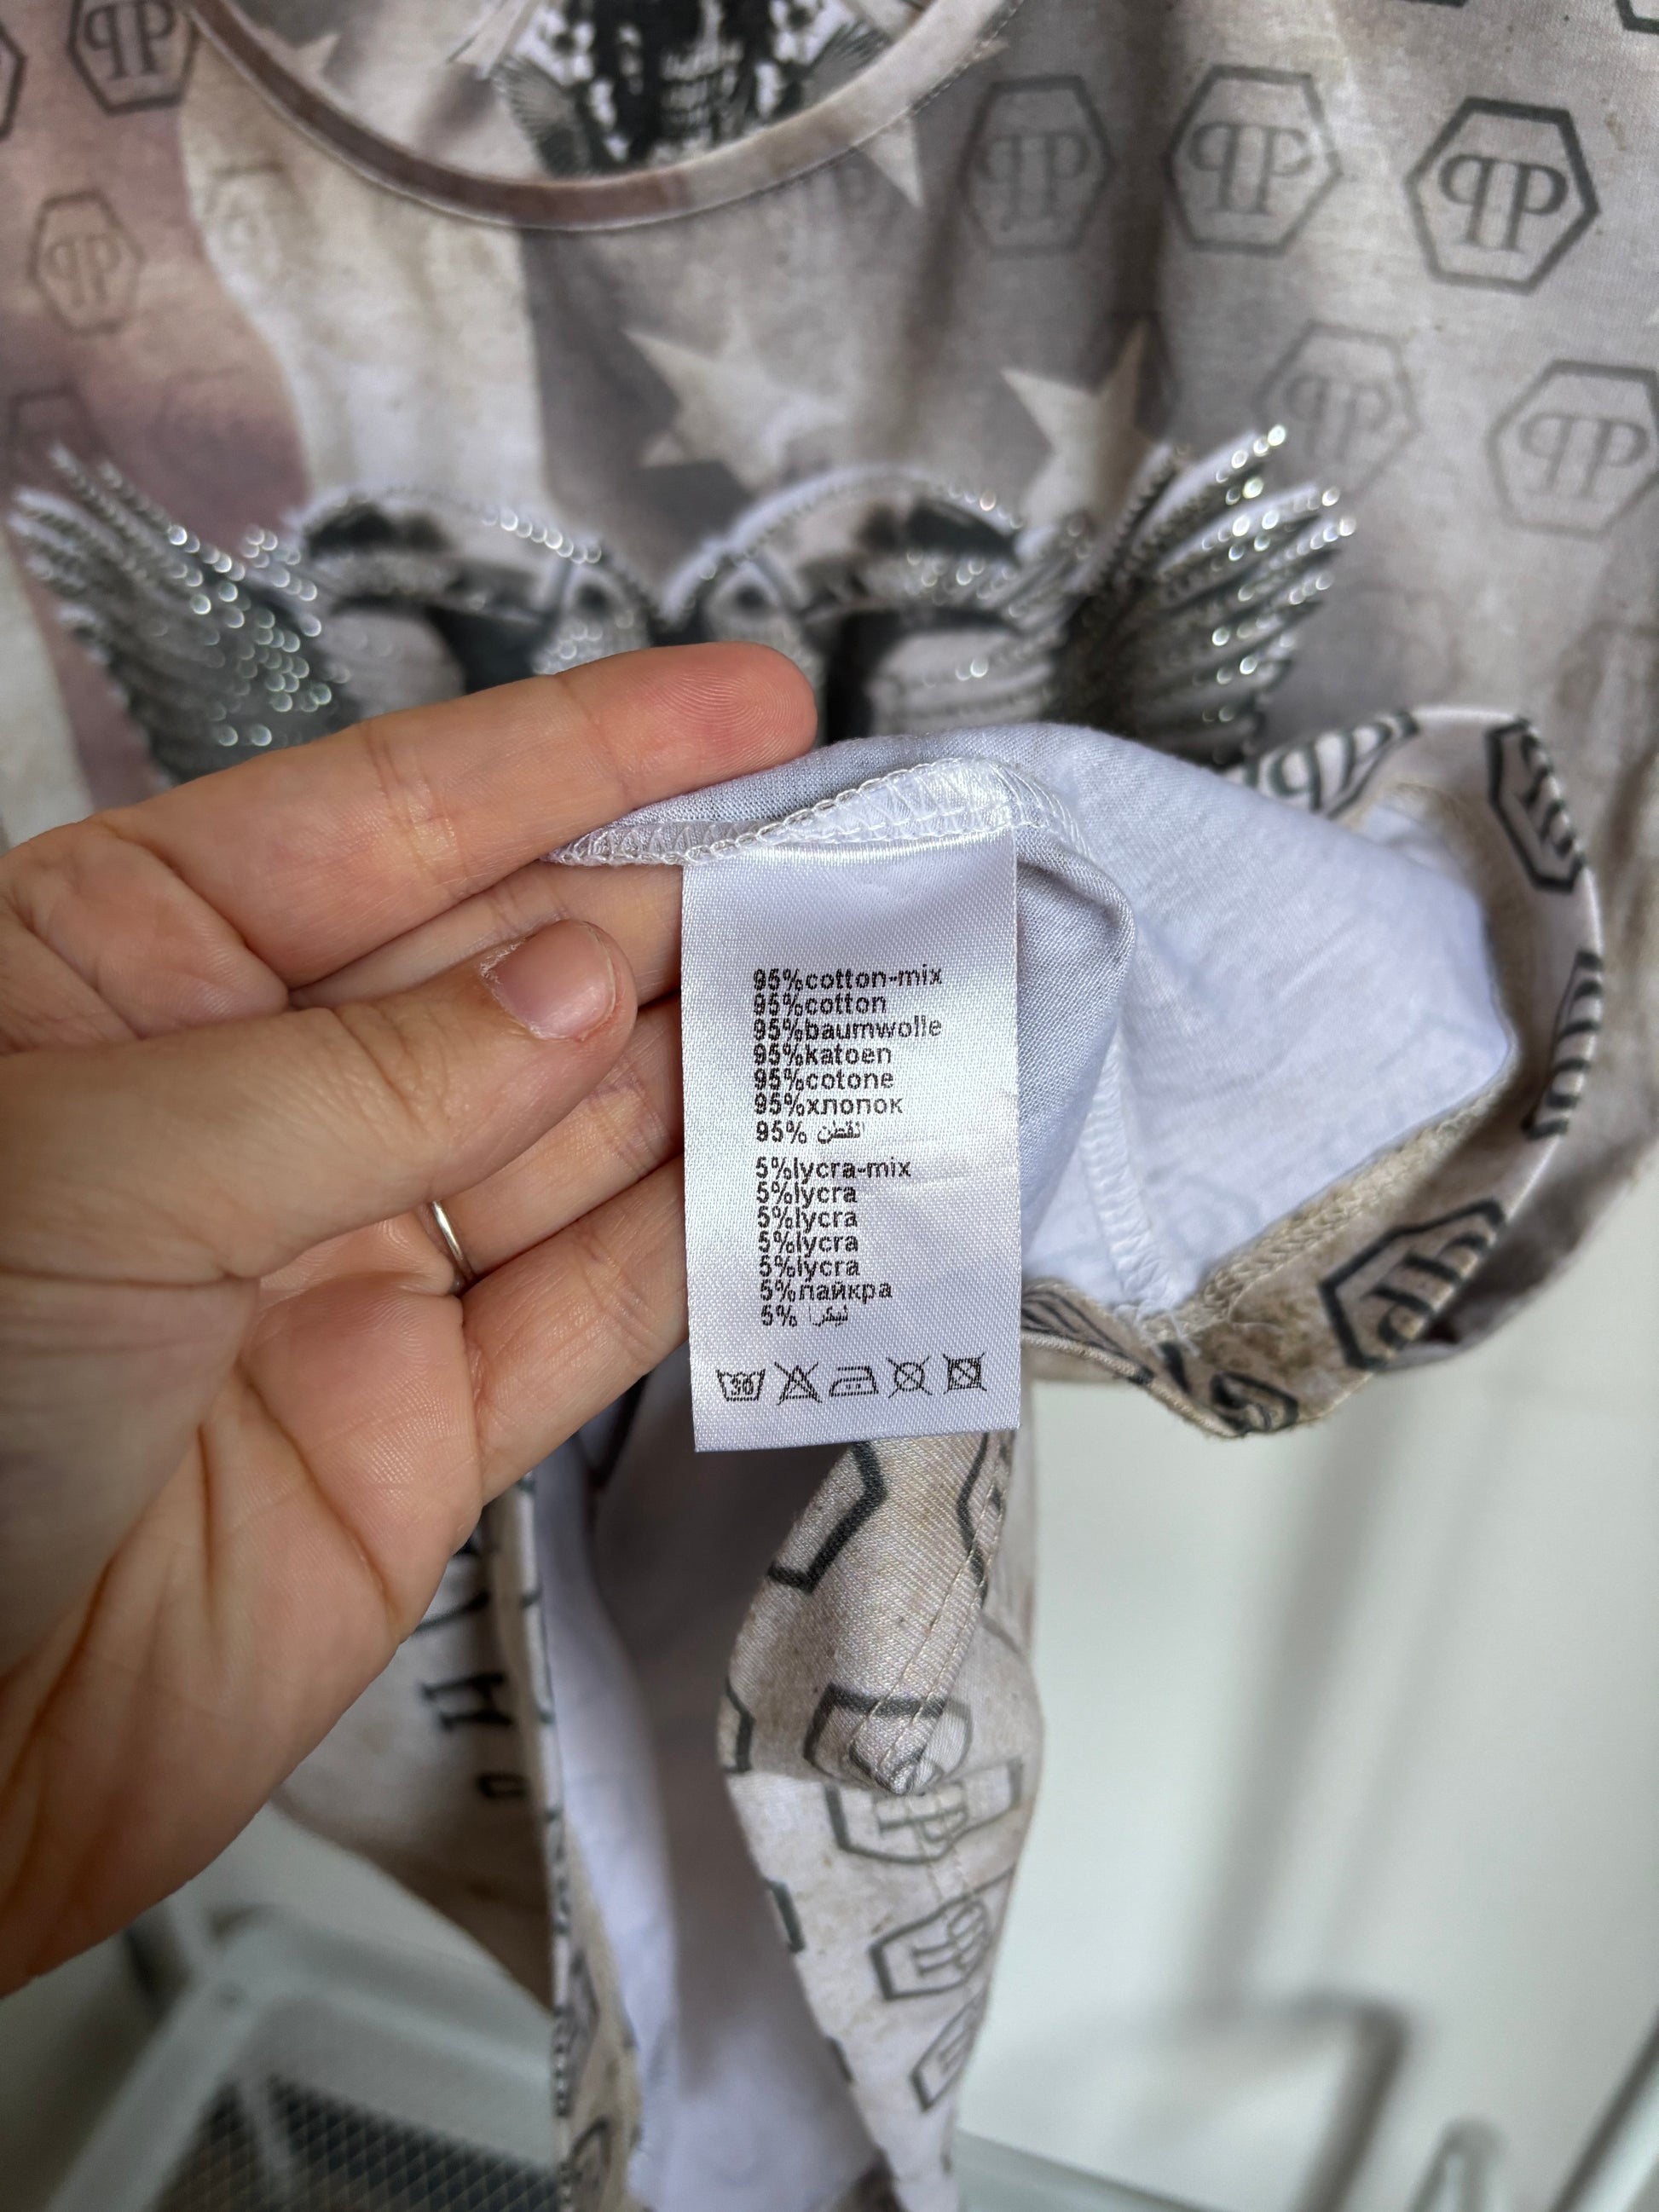 95%cotton-mix
95%cotton
95%baumwolle
95%katoen
95%cotone
95%хлопок
95% القطن
5%lycra-mix
5%lycra
5%lycra
5%lycra
5%lycra
5%лайкра
5% ليكرا
30